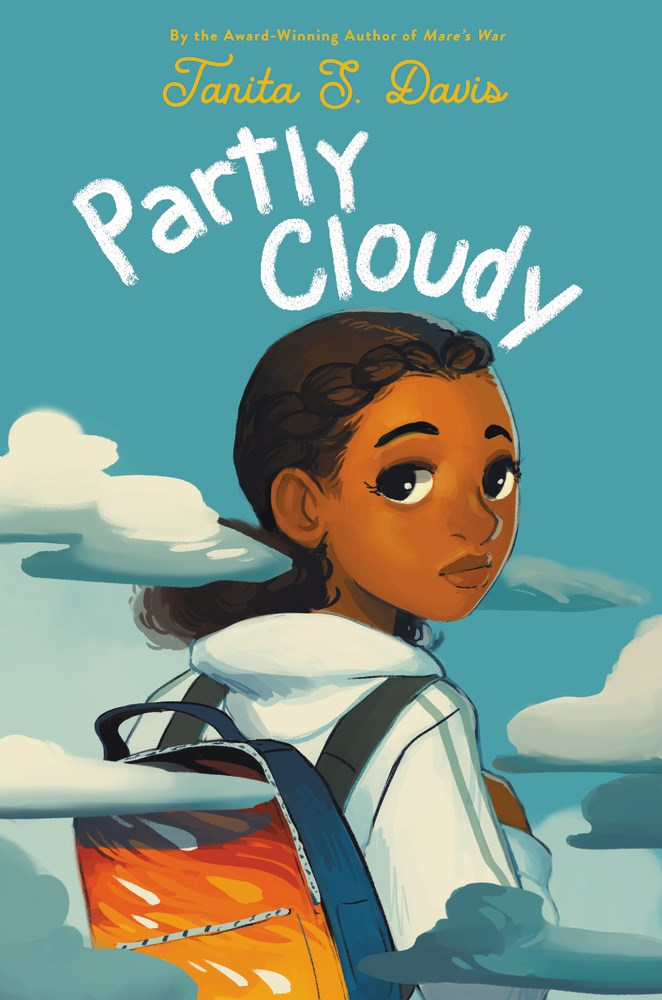 By the Award-Winning Author of Mare's War
Tanita S. Davis
Partly
Cloudy